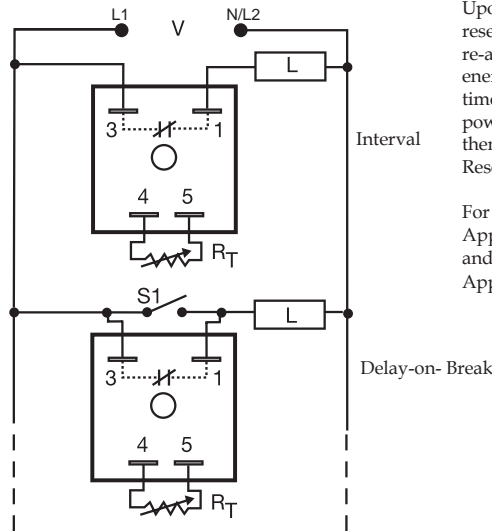 L1 V N/L2
L
3 1
Interval
4 5
RT
S1
L
3 1
Delay-on- Break
4 5
RT
Upo
rese
re-a
ener
time
pow
then
Rese
For
App
and
App